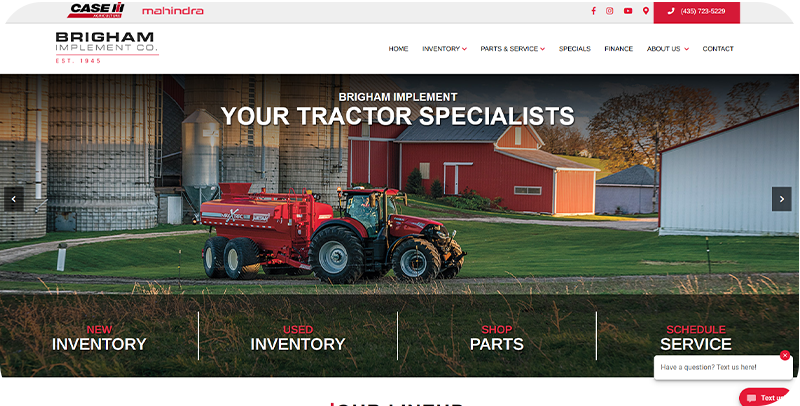 CASE IH
AGRICULTURE
mahindra
(435) 723-5229
BRIGHAM
IMPLEMENT CO.
EST. 1945
HOME INVENTORY PARTS & SERVICE SPECIALS FINANCE ABOUT US CONTACT
BRIGHAM IMPLEMENT
YOUR TRACTOR SPECIALISTS
NEW
INVENTORY
USED
INVENTORY
SHOP
PARTS
SCHEDULE
SERVICE
Have a question? Text us here!
Text us
OUR LINEUP